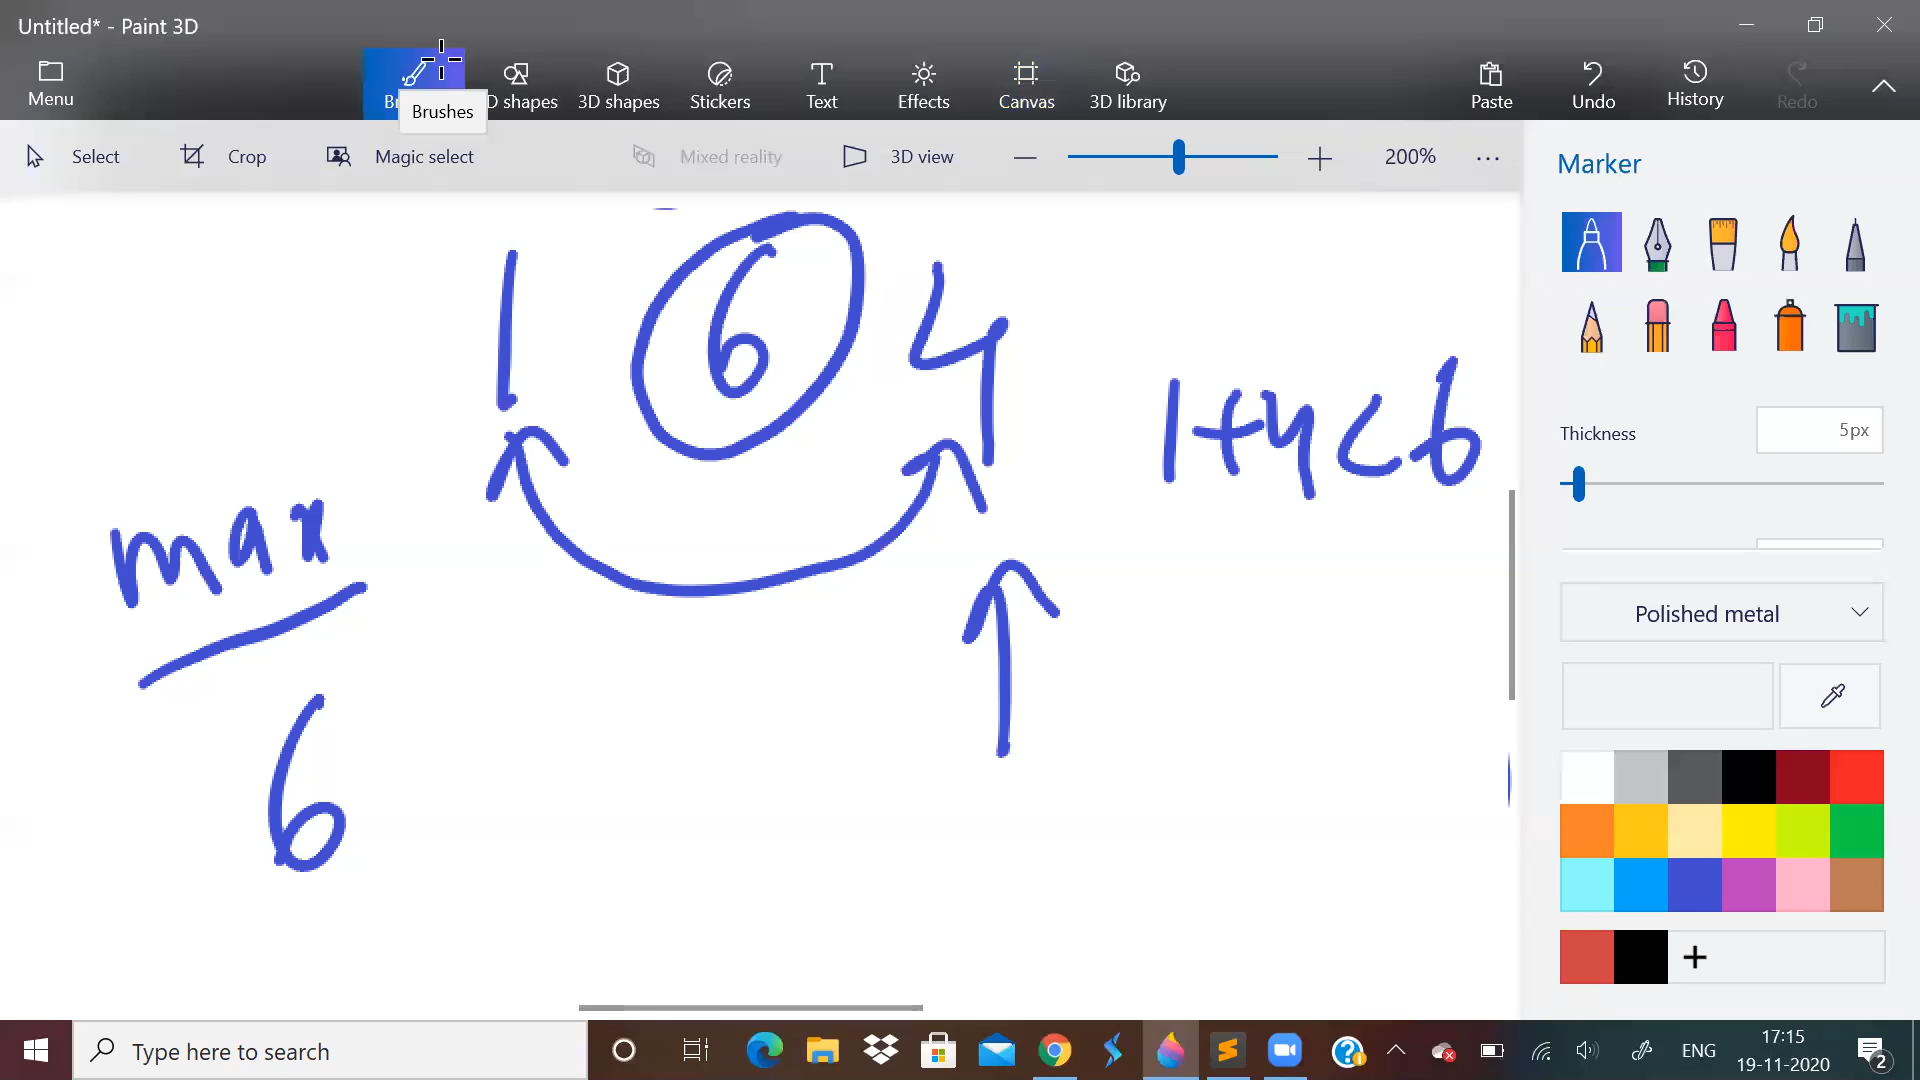 Untitled* - Paint 3D
Menu
Brushes
3D shapes
Stickers
Text
Effects
Canvas
3D library
Paste
Undo
History
Redo
Select
Crop
Magic select
Mixed reality
3D view
200%
Marker
Thickness
5px
Polished metal
1 6 4
1+4<6
max
6
Type here to search
ENG
17:15
19-11-2020
2